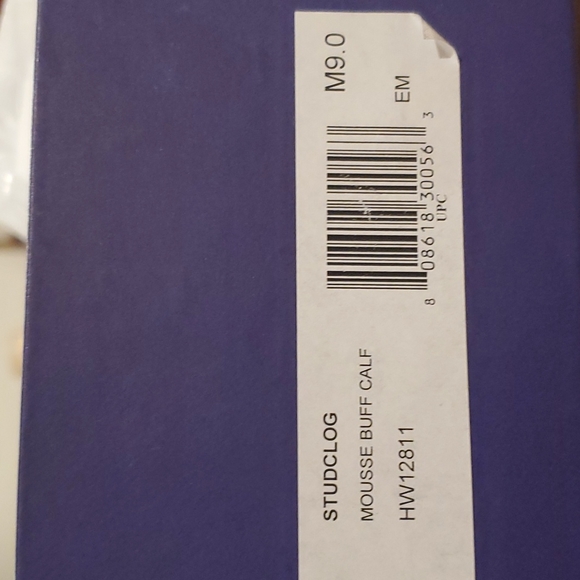 STUDCLOG
MOUSSE BUFF CALF
HW12811
M9.0
EM
8 08618 30056 3
UPC